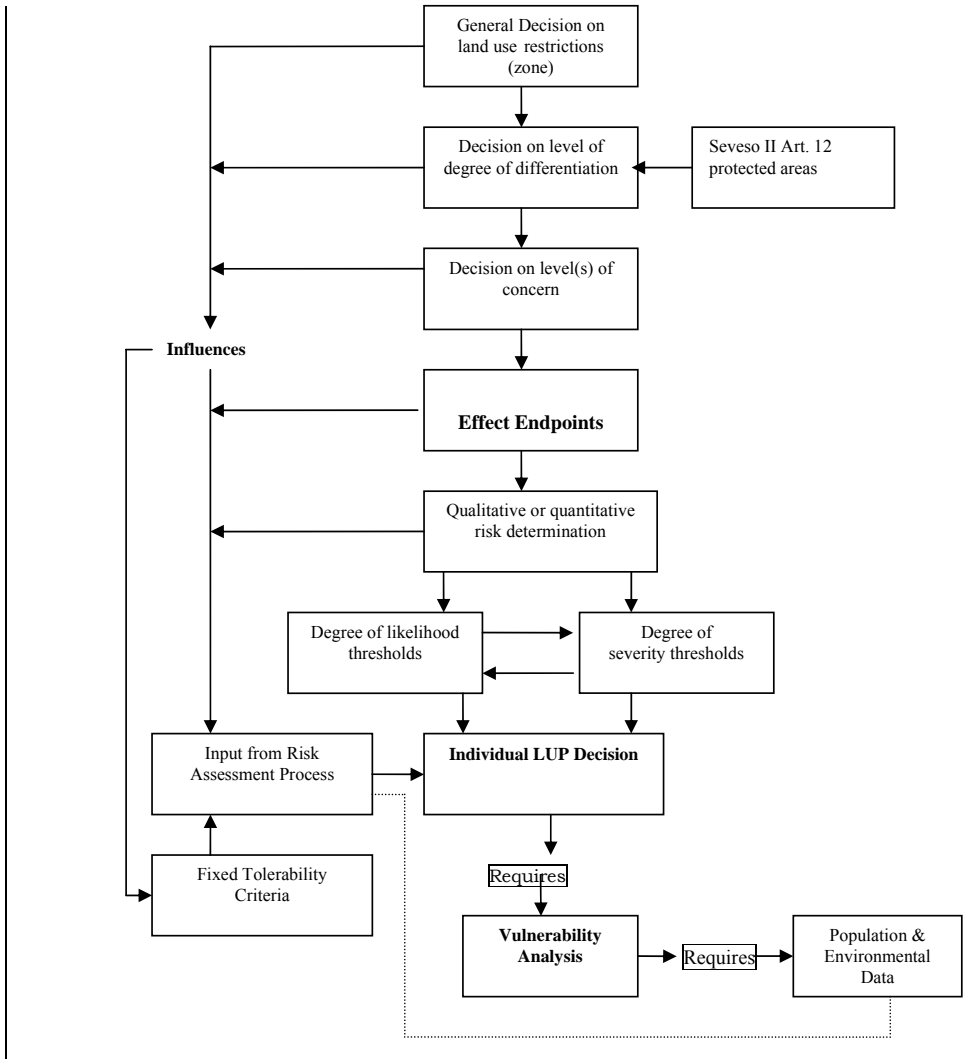 General Decision on
land use restrictions
(zone)
Decision on level of
degree of differentiation
Seveso II Art. 12
protected areas
Decision on level(s) of
concern
Influences
Effect Endpoints
Qualitative or quantitative
risk determination
Degree of likelihood
thresholds
Degree of
severity thresholds
Input from Risk
Assessment Process
Individual LUP Decision
Fixed Tolerability
Criteria
Requires
Vulnerability
Analysis
Requires
Population &
Environmental
Data